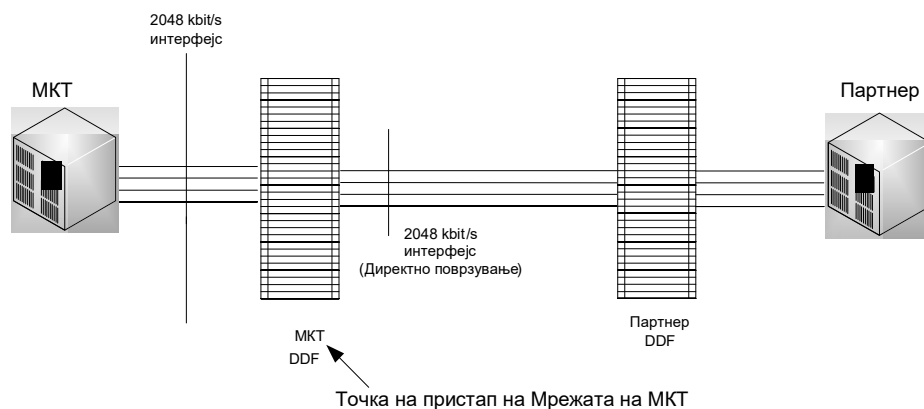 2048 kbit/s
интерфејс
МКТ
Партнер
2048 kbit/s
интерфејс
(Директно поврзување)
МКТ
DDF
Партнер
DDF
Точка на пристап на Мрежата на МКТ